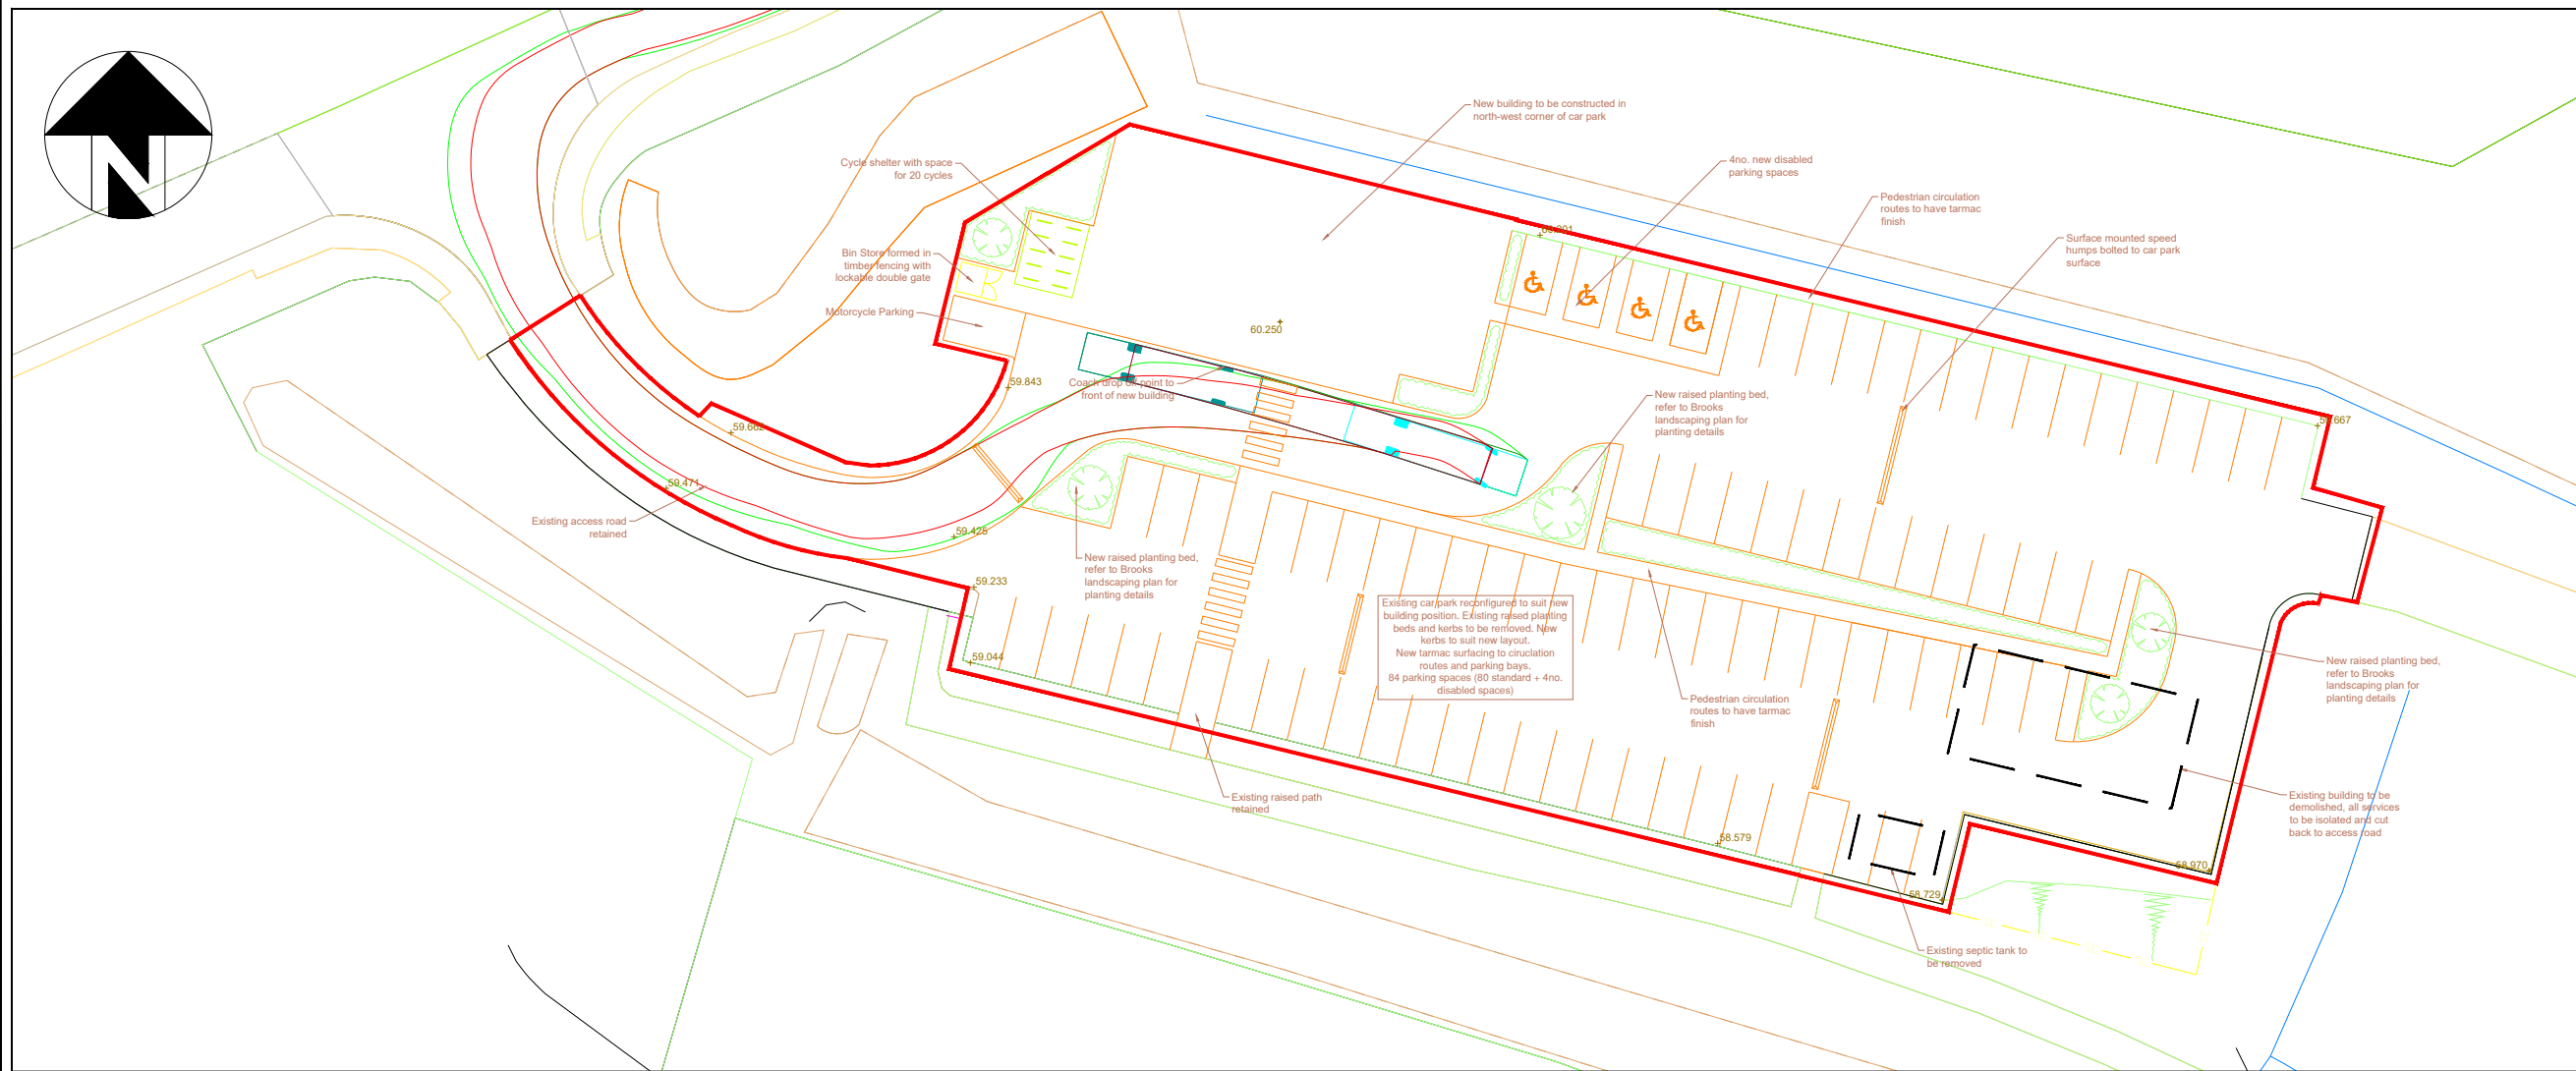 N
New building to be constructed in
north-west corner of car park
Cycle shelter with space
for 20 cycles
4no. new disabled
parking spaces
Pedestrian circulation
routes to have tarmac
finish
Surface mounted speed
humps bolted to car park
surface
Bin Store formed in
timber fencing with
lockable double gate
Motorcycle Parking
60.250
59.843
Coach drop off point to
front of new building
New raised planting bed,
refer to Brooks
landscaping plan for
planting details
59.662
59.471
Existing access road
retained
59.425
59.233
New raised planting bed,
refer to Brooks
landscaping plan for
planting details
Existing car park reconfigured to suit new
building position. Existing raised planting
beds and kerbs to be removed. New
kerbs to suit new layout.
New tarmac surfacing to ciruclation
routes and parking bays.
84 parking spaces (80 standard + 4no.
disabled spaces)
59.044
Pedestrian circulation
routes to have tarmac
finish
New raised planting bed,
refer to Brooks
landscaping plan for
planting details
Existing raised path
retained
Existing building to be
demolished, all services
to be isolated and cut
back to access road
58.579
58.970
58.729
Existing septic tank to
be removed